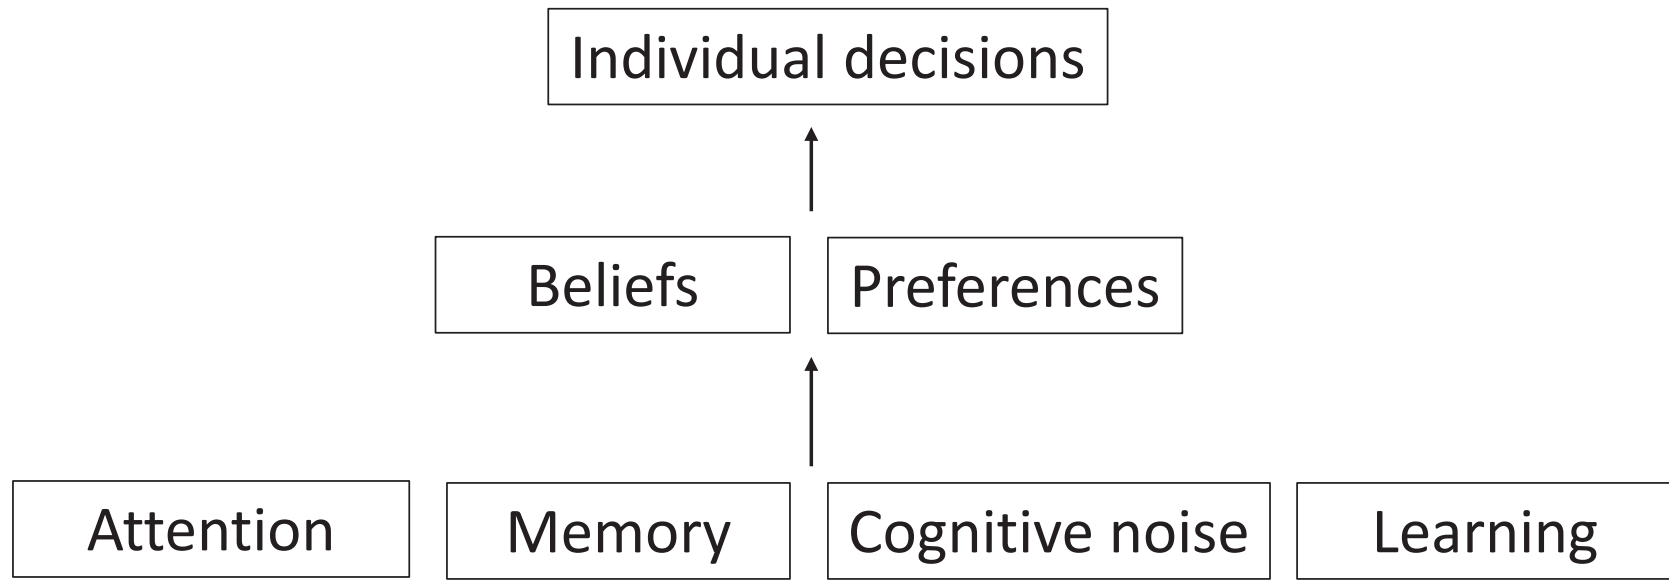 Individual decisions
Beliefs Preferences
Attention Memory Cognitive noise Learning